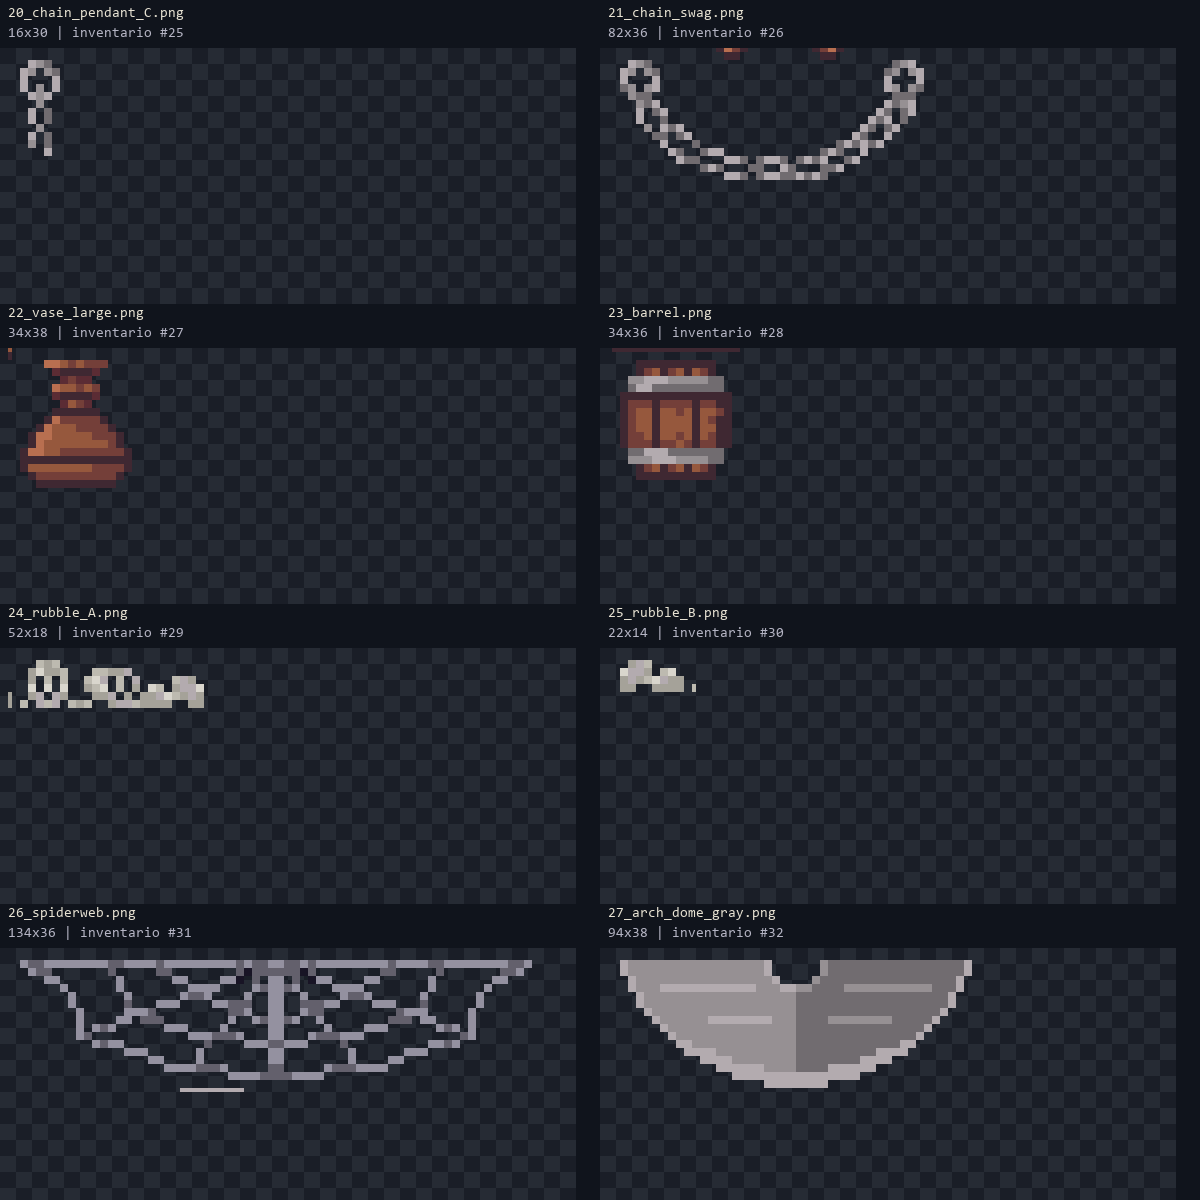 20_chain_pendant_C.png
16x30 | inventario #25
21_chain_swag.png
82x36 | inventario #26
22_vase_large.png
34x38 | inventario #27
23_barrel.png
34x36 | inventario #28
24_rubble_A.png
52x18 | inventario #29
25_rubble_B.png
22x14 | inventario #30
26_spiderweb.png
134x36 | inventario #31
27_arch_dome_gray.png
94x38 | inventario #32